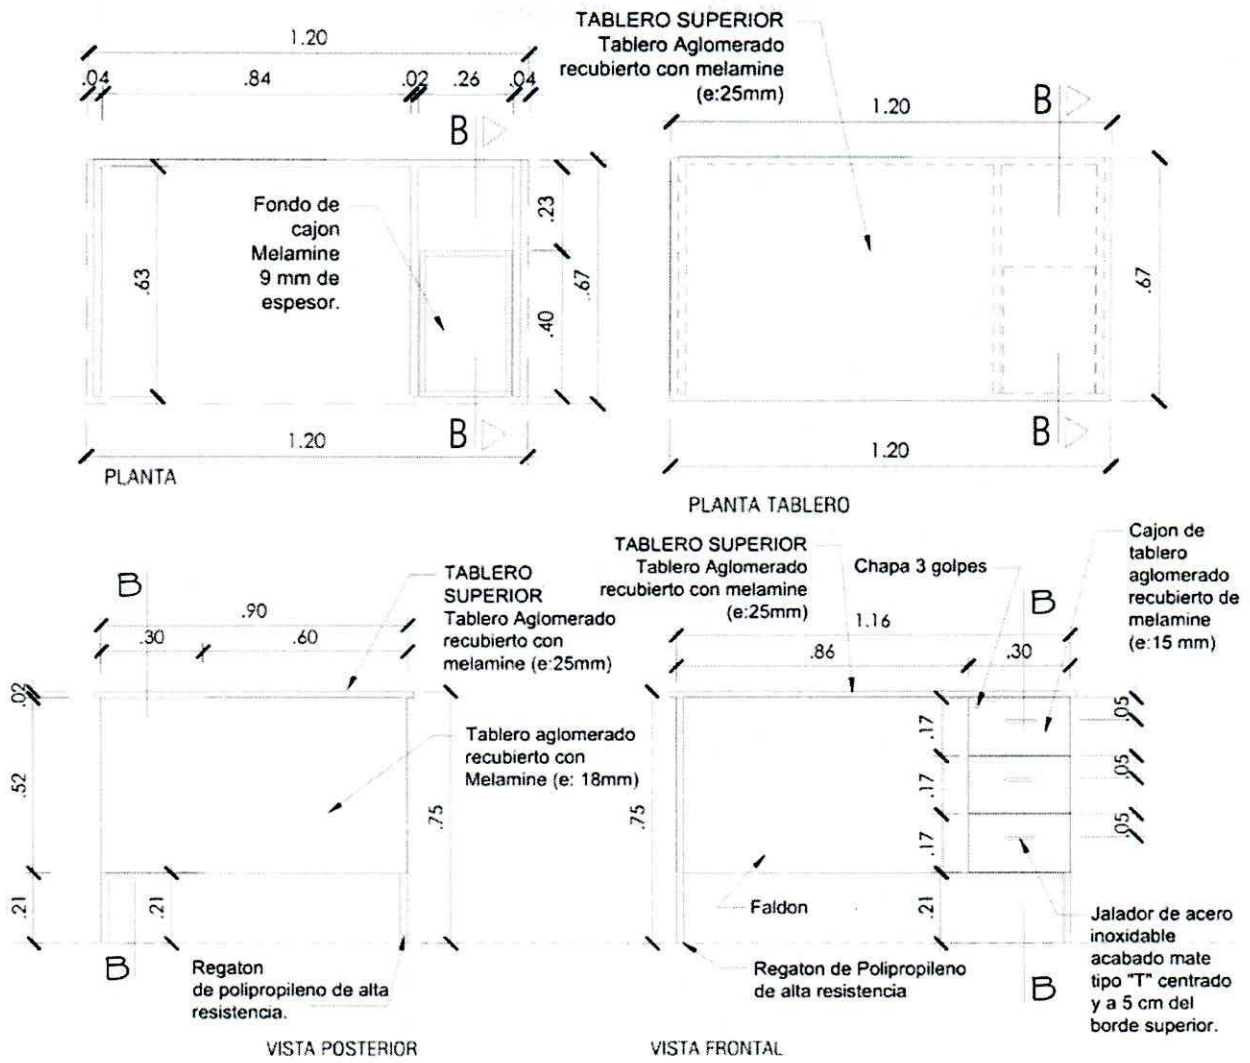 1.20
.04
.84
.02
.26
.04
B
Fondo de
cajon
Melamine
9 mm de
espesor.
.63
.23
.40
.67
B
1.20
PLANTA
TABLERO SUPERIOR
Tablero Aglomerado
recubierto con melamine
(e:25mm)
1.20
B
.67
B
1.20
PLANTA TABLERO
B
.90
.30
.60
TABLERO
SUPERIOR
Tablero Aglomerado
recubierto con
melamine (e:25mm)
.02
.52
.21
.21
.75
Tablero aglomerado
recubierto con
Melamine (e: 18mm)
B
Regaton
de polipropileno de alta
resistencia.
VISTA POSTERIOR
TABLERO SUPERIOR
Tablero Aglomerado
recubierto con melamine
(e:25mm)
Chapa 3 golpes
Cajon de
tablero
aglomerado
recubierto de
melamine
(e:15 mm)
B
1.16
.86
.30
.75
.17
.17
.17
.21
.05
.05
.05
Faldon
Regaton de Polipropileno
de alta resistencia
B
Jalador de acero
inoxidable
acabado mate
tipo "T" centrado
y a 5 cm del
borde superior.
VISTA FRONTAL